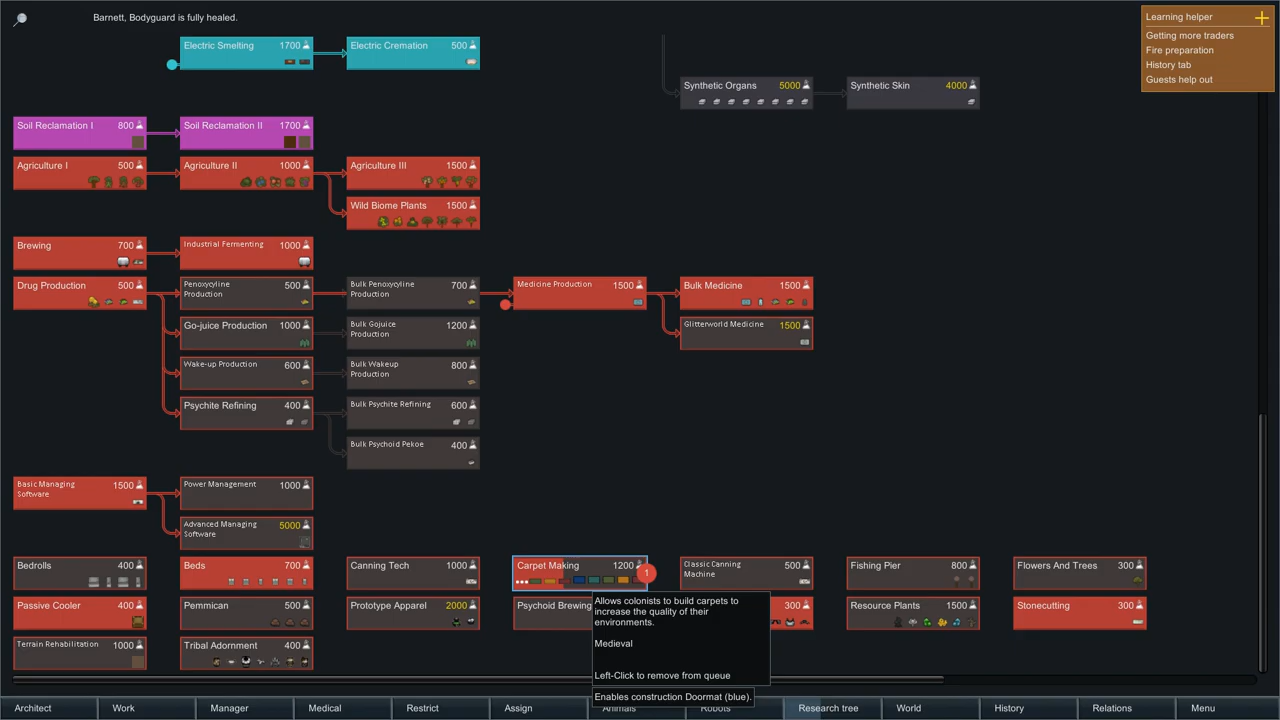 Barnett, Bodyguard is fully healed.
Learning helper
Getting more traders
Fire preparation
History tab
Guests help out
Electric Smelting 1700
Electric Cremation 500
Synthetic Organs 5000
Synthetic Skin 4000
Soil Reclamation I 800
Soil Reclamation II 1700
Agriculture I 500
Agriculture II 1000
Agriculture III 1500
Wild Biome Plants 1500
Brewing 700
Industrial Fermenting 1000
Drug Production 500
Penoxycyline Production 500
Bulk Penoxycyline Production 700
Medicine Production 1500
Bulk Medicine 1500
Go-juice Production 1000
Bulk Gojuice Production 1200
Glitterworld Medicine 1500
Wake-up Production 600
Bulk Wakeup Production 800
Psychite Refining 400
Bulk Psychite Refining 600
Bulk Psychoid Pekoe 400
Basic Managing Software 1500
Power Management 1000
Advanced Managing Software 5000
Bedrolls 400
Beds 700
Canning Tech 1000
Carpet Making 1200
1
Classic Canning Machine 500
Fishing Pier 800
Flowers And Trees 300
Passive Cooler 400
Pemmican 500
Prototype Apparel 2000
Psychoid Brewing
300
Resource Plants 1500
Stonecutting 300
Terrain Rehabilitation 1000
Tribal Adornment 400
Allows colonists to build carpets to
increase the quality of their
environments.
Medieval
Left-Click to remove from queue
Enables construction Doormat (blue).
Architect
Work
Manager
Medical
Restrict
Assign
Animals
Robots
Research tree
World
History
Relations
Menu